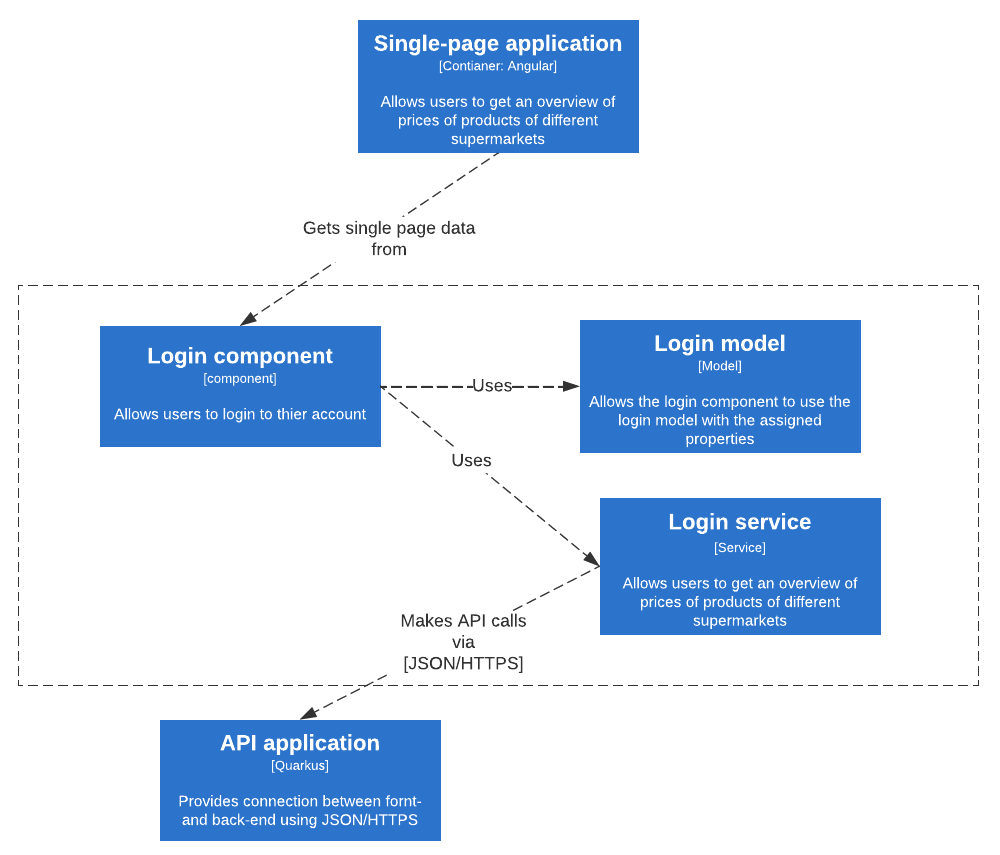 Single-page application
[Contianer: Angular]
Allows users to get an overview of
prices of products of different
supermarkets
Gets single page data
from
Login component
[component]
Allows users to login to thier account
Uses
Login model
[Model]
Allows the login component to use the
login model with the assigned
properties
Uses
Login service
[Service]
Allows users to get an overview of
prices of products of different
supermarkets
Makes API calls
via
[JSON/HTTPS]
API application
[Quarkus]
Provides connection between fornt-
and back-end using JSON/HTTPS